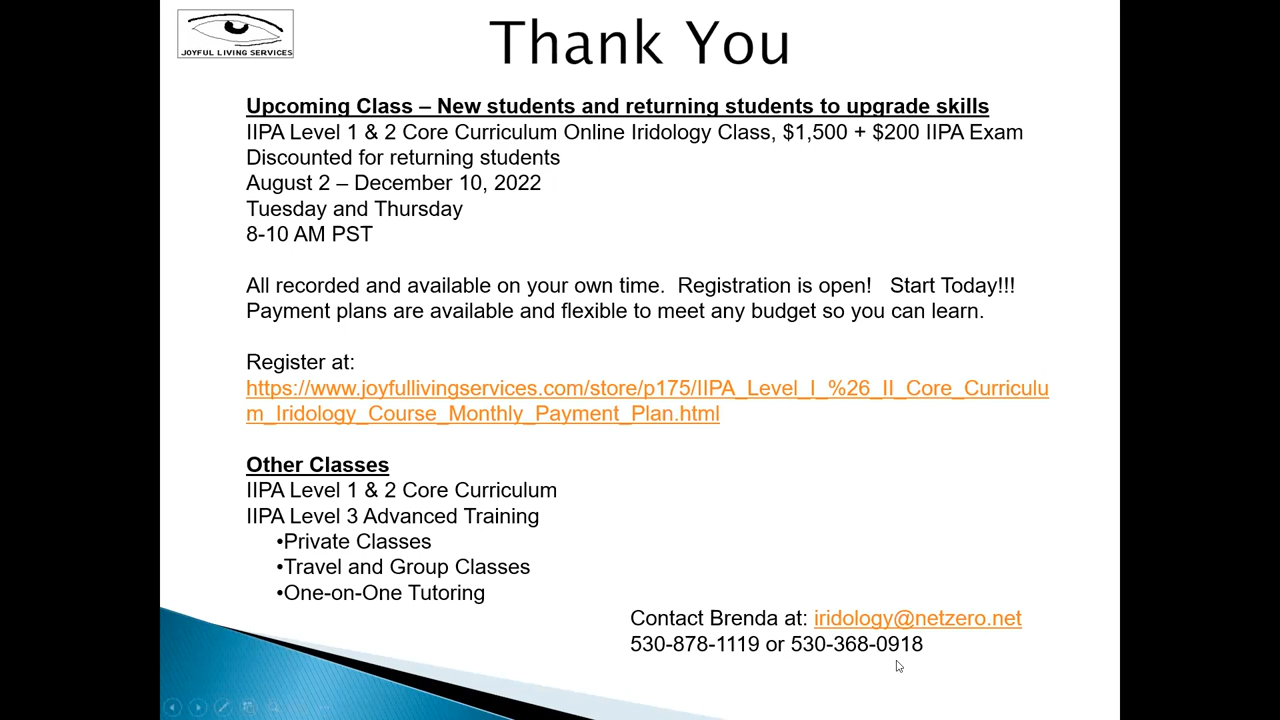 JOYFUL LIVING SERVICES
Thank You
Upcoming Class – New students and returning students to upgrade skills
IIPA Level 1 & 2 Core Curriculum Online Iridology Class, $1,500 + $200 IIPA Exam
Discounted for returning students
August 2 – December 10, 2022
Tuesday and Thursday
8-10 AM PST
All recorded and available on your own time.  Registration is open!   Start Today!!!
Payment plans are available and flexible to meet any budget so you can learn.
Register at:
https://www.joyfullivingservices.com/store/p175/IIPA_Level_I_%26_II_Core_Curriculu
m_Iridology_Course_Monthly_Payment_Plan.html
Other Classes
IIPA Level 1 & 2 Core Curriculum
IIPA Level 3 Advanced Training
•Private Classes
•Travel and Group Classes
•One-on-One Tutoring
Contact Brenda at: iridology@netzero.net
530-878-1119 or 530-368-0918